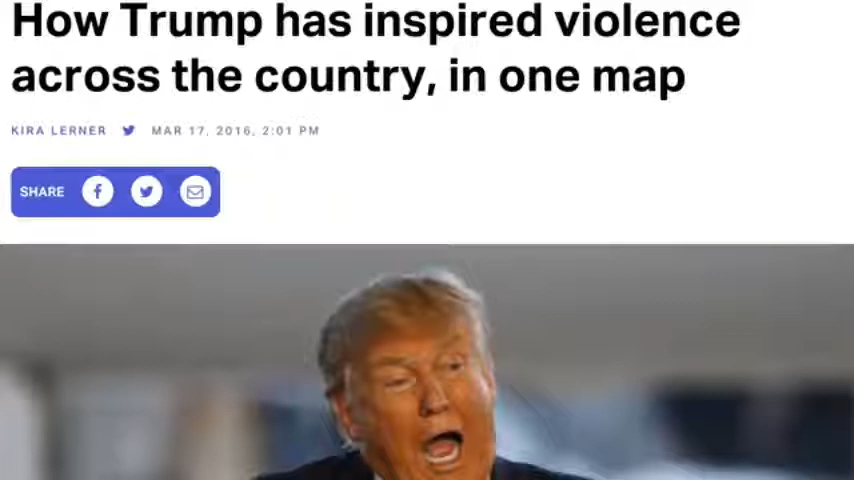 How Trump has inspired violence
across the country, in one map
KIRA LERNER MAR 17, 2016, 2:01 PM
SHARE